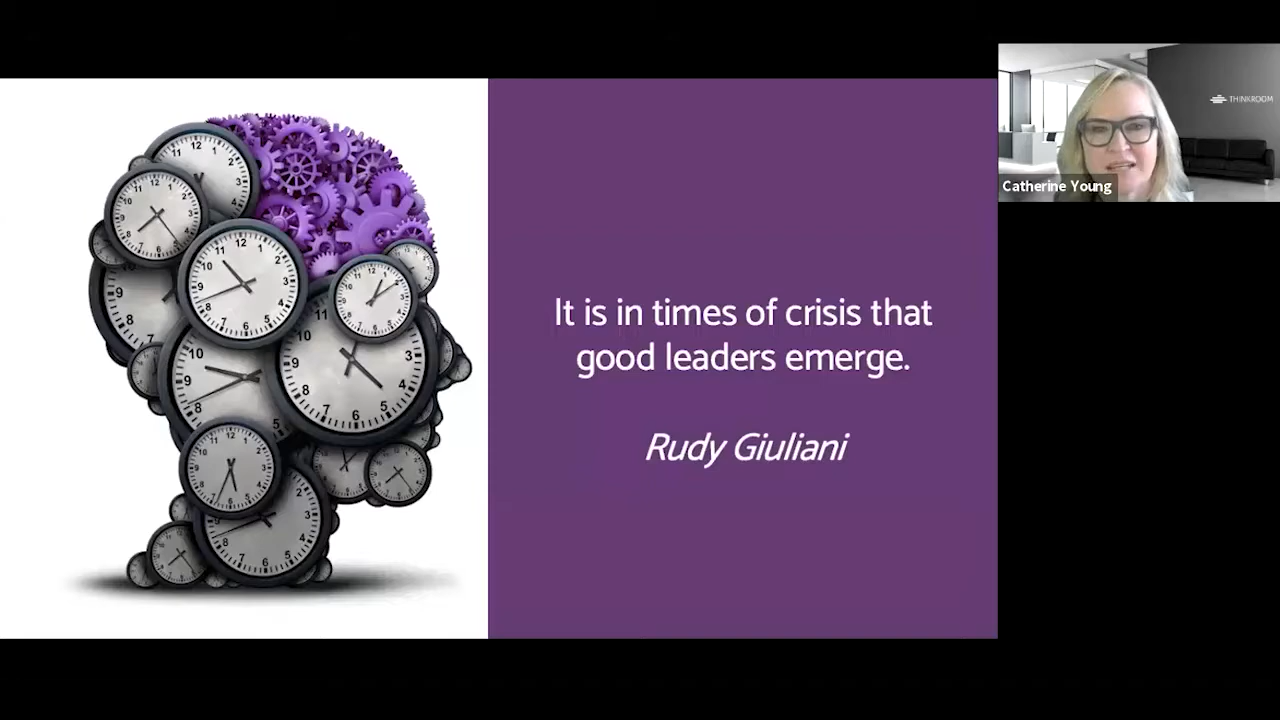 It is in times of crisis that
good leaders emerge.
Rudy Giuliani
THINKROOM
Catherine Young